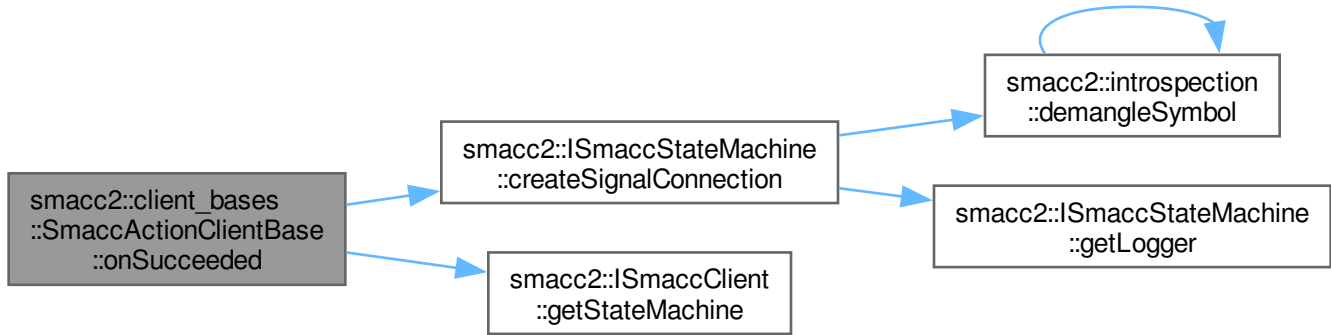 smacc2::client_bases
::SmaccActionClientBase
::onSucceeded
smacc2::ISmaccStateMachine
::createSignalConnection
smacc2::introspection
::demangleSymbol
smacc2::ISmaccStateMachine
::getLogger
smacc2::ISmaccClient
::getStateMachine